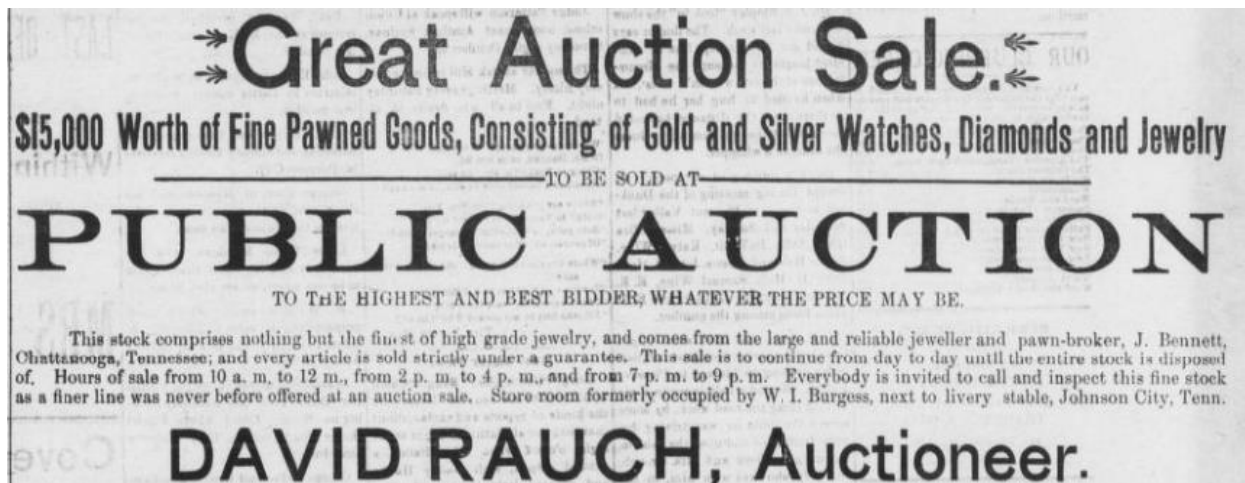 Great Auction Sale.
$15,000 Worth of Fine Pawned Goods, Consisting of Gold and Silver Watches, Diamonds and Jewelry
TO BE SOLD AT
PUBLIC AUCTION
TO THE HIGHEST AND BEST BIDDER, WHATEVER THE PRICE MAY BE.
This stock comprises nothing but the finest of high grade jewelry, and comes from the large and reliable jeweller and pawn-broker, J. Bennett,
Chattanooga, Tennessee; and every article is sold strictly under a guarantee. This sale is to continue from day to day until the entire stock is disposed
of. Hours of sale from 10 a. m, to 12 m., from 2 p. m. to 4 p. m., and from 7 p. m. to 9 p. m. Everybody is invited to call and inspect this fine stock
as a finer line was never before offered at an auction sale. Store room formerly occupied by W. I. Burgess, next to livery stable, Johnson City, Tenn.
DAVID RAUCH, Auctioneer.